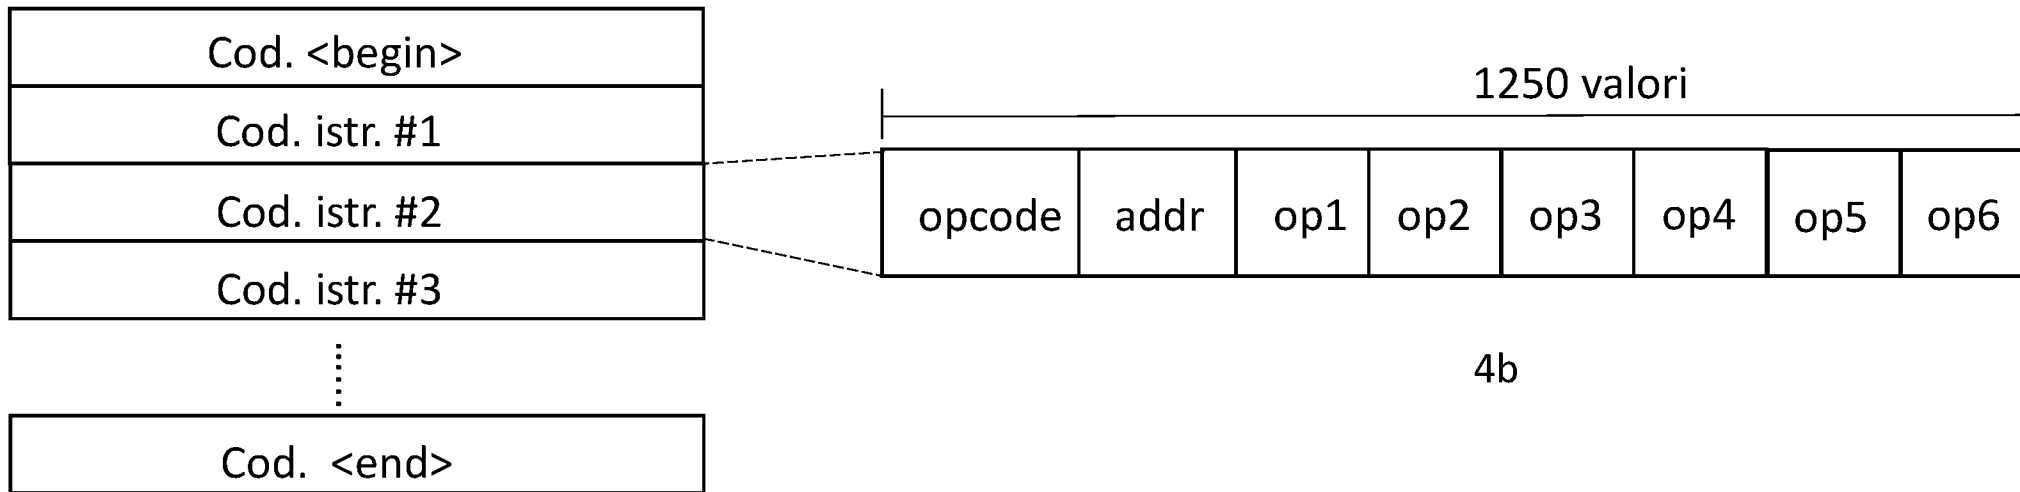 Cod. <begin>
Cod. istr. #1
Cod. istr. #2
Cod. istr. #3
Cod. <end>
1250 valori
opcode addr op1 op2 op3 op4 op5 op6
4b